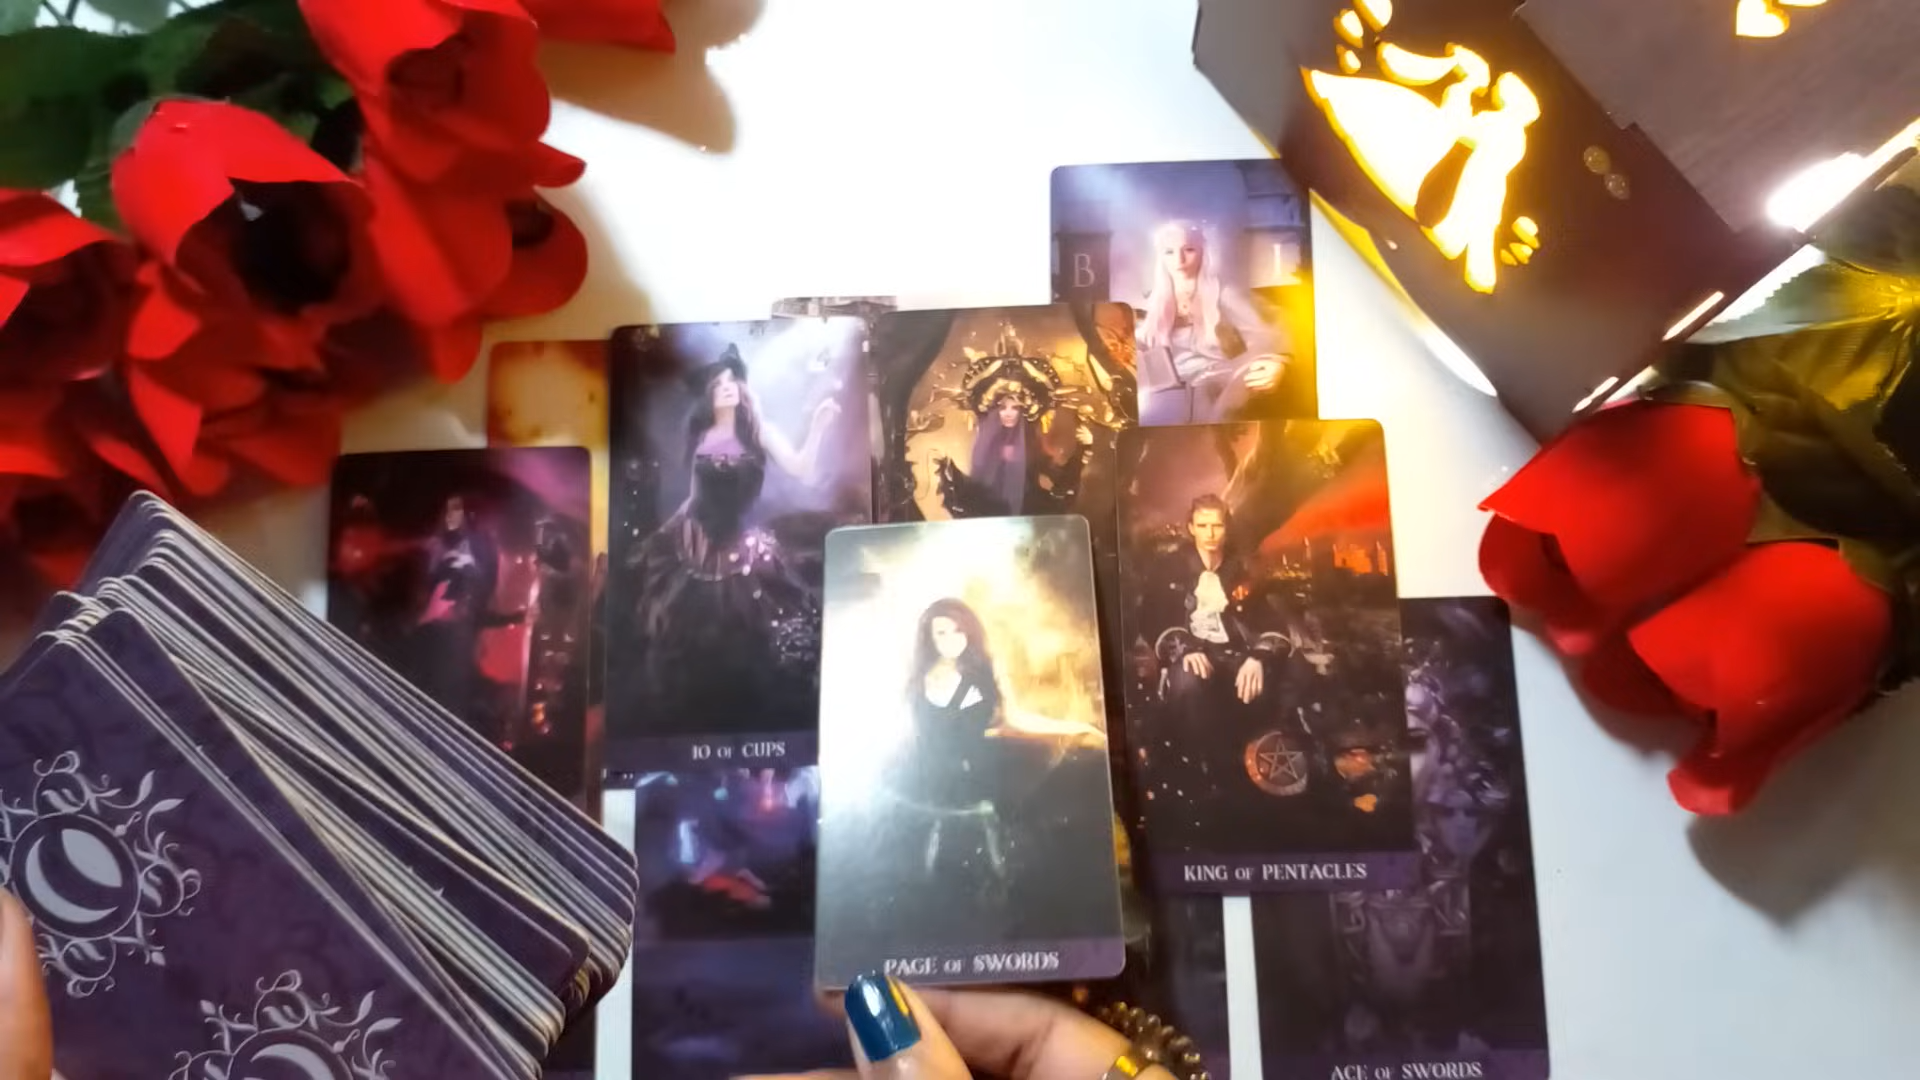 B
10 OF CUPS
KING OF PENTACLES
PAGE OF SWORDS
ACE OF SWORDS